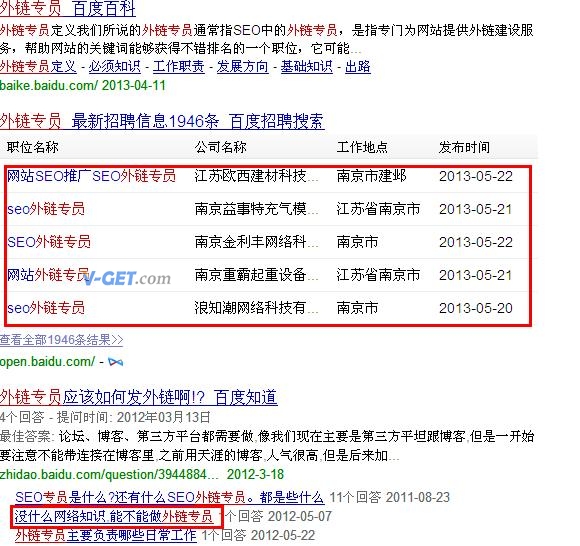 外链专员_百度百科
外链专员定义我们所说的外链专员通常指SEO中的外链专员，是指专门为网站提供外链建设服
务，帮助网站的关键词能够获得不错排名的一个职位，它可能...
外链专员定义 - 必须知识 - 工作职责 - 发展方向 - 基础知识 - 出路
baike.baidu.com/ 2013-04-11
外链专员_最新招聘信息1946条_百度招聘搜索
职位名称 公司名称 工作地点 发布时间
网站SEO推广SEO外链专员 江苏欧西建材科技... 南京市建邺 2013-05-22
seo外链专员 南京益事特充气模... 江苏省南京市 2013-05-21
SEO外链专员 南京金利丰网络科... 南京市 2013-05-22
网站外链专员 南京重霸起重设备... 江苏省南京市 2013-05-21
V-GET.com
seo外链专员 浪知潮网络科技有... 南京市 2013-05-20
查看全部1946条结果>>
open.baidu.com/ -
外链专员应该如何发外链啊!?_百度知道
4个回答 - 提问时间: 2012年03月13日
最佳答案: 论坛、博客、第三方平台都需要做,像我们现在主要是第三方平坦跟博客,但是一开始
要注意不能带连接在博客里,之前用天涯的博客,人气很高,但是后来加...
zhidao.baidu.com/question/3944884... 2012-3-18
SEO专员是什么?还有什么SEO外链专员。都是些什么 11个回答 2011-08-23
没什么网络知识,能不能做外链专员 个回答 2012-05-07
外链专员主要负责哪些日常工作 1个回答 2012-05-22